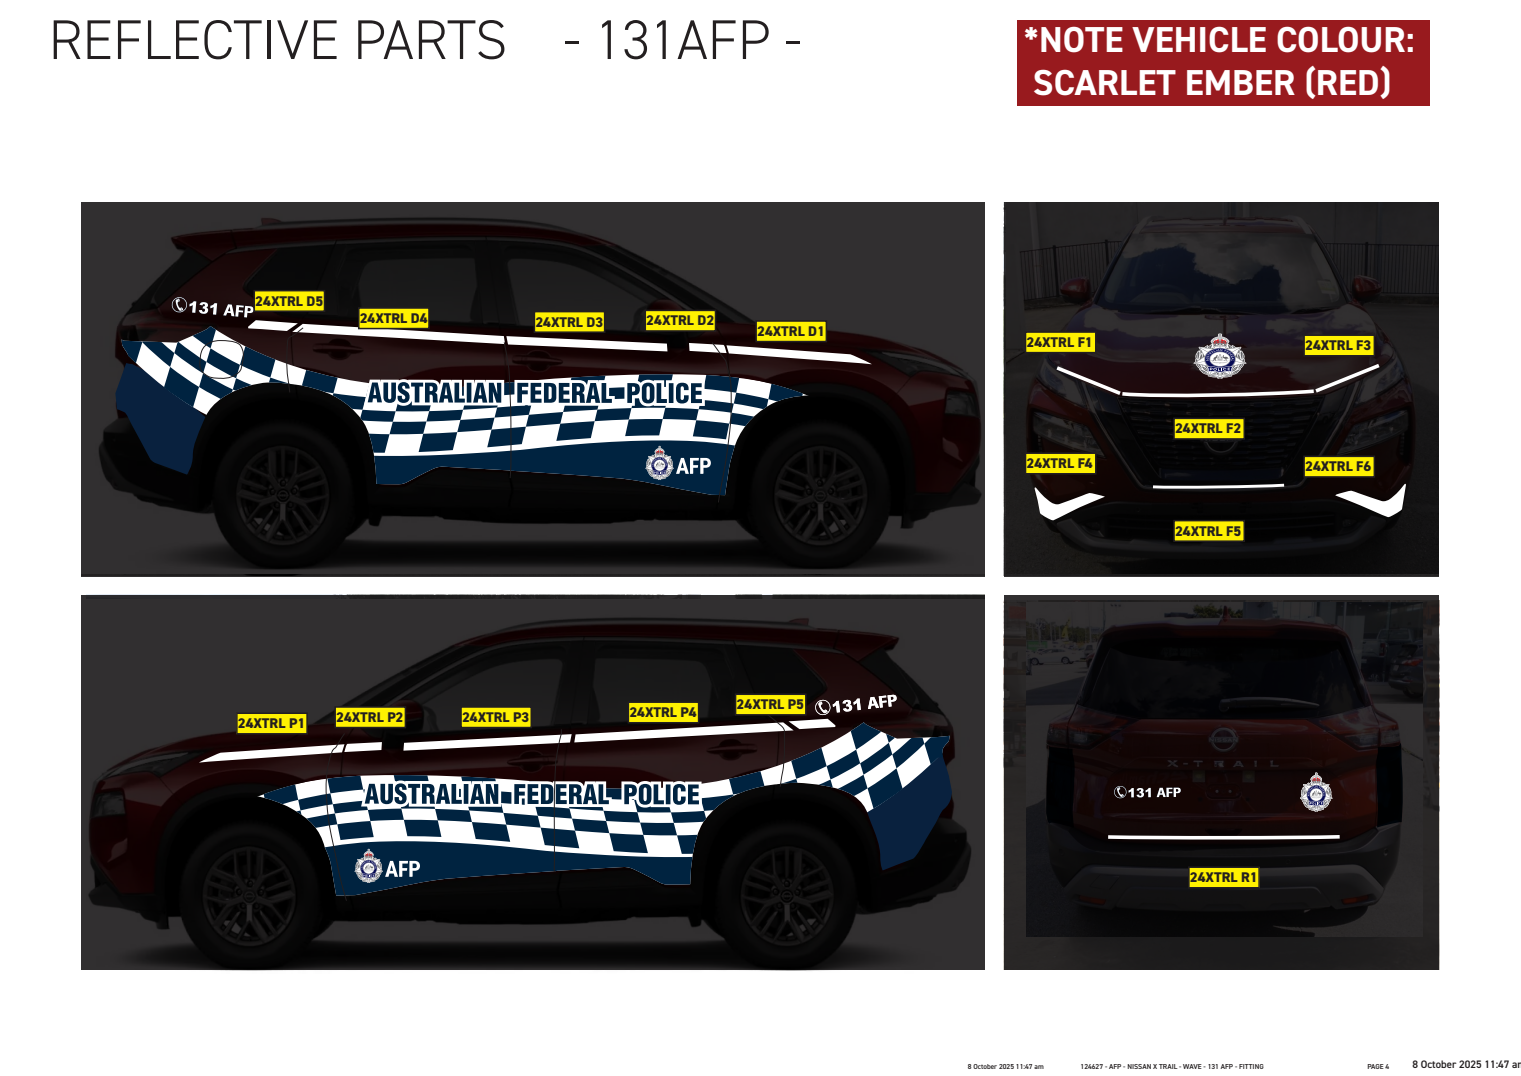 REFLECTIVE PARTS - 131AFP -
*NOTE VEHICLE COLOUR:
SCARLET EMBER (RED)
131 AFP
24XTRL D5
24XTRL D4
24XTRL D3
24XTRL D2
24XTRL D1
AUSTRALIAN FEDERAL POLICE
AFP
24XTRL F1
24XTRL F3
24XTRL F2
24XTRL F4
24XTRL F6
24XTRL F5
24XTRL P1
24XTRL P2
24XTRL P3
24XTRL P4
24XTRL P5
131 AFP
AUSTRALIAN FEDERAL POLICE
AFP
X-TRAIL
131 AFP
24XTRL R1
8 October 2025 11:47 am
124627 - AFP - NISSAN X TRAIL - WAVE - 131 AFP - FITTING
PAGE 4
8 October 2025 11:47 am